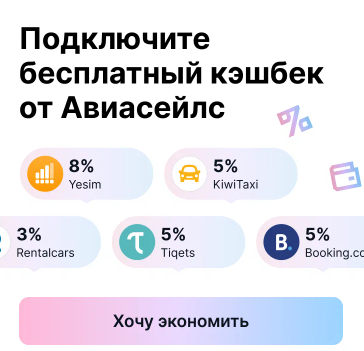 Подключите
бесплатный кэшбек
от Авиасейлс
%
8%
Yesim
5%
KiwiTaxi
3%
Rentalcars
5%
Tiqets
B.
5%
Booking.co
Хочу экономить